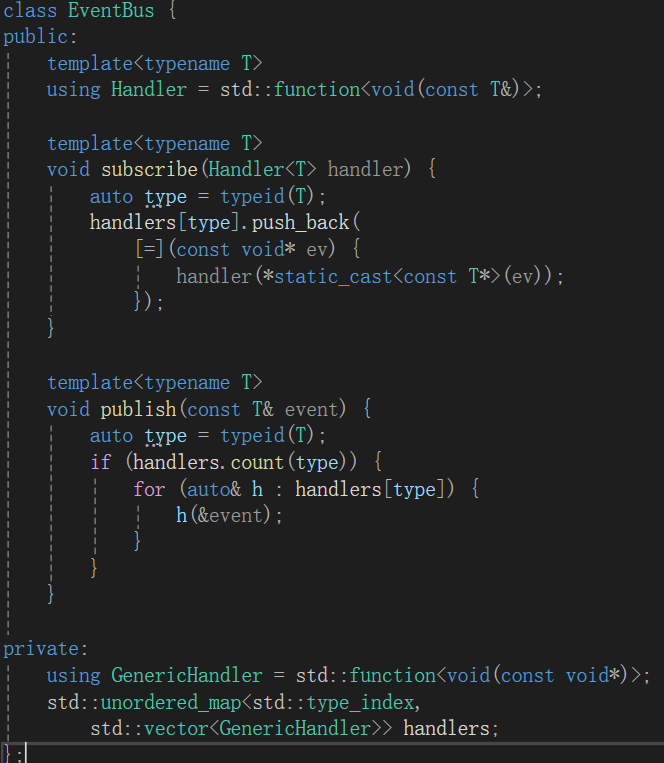 class EventBus {
public:
    template<typename T>
    using Handler = std::function<void(const T&)>;

    template<typename T>
    void subscribe(Handler<T> handler) {
        auto type = typeid(T);
        handlers[type].push_back(
            [=](const void* ev) {
                handler(*static_cast<const T*>(ev));
            });
    }

    template<typename T>
    void publish(const T& event) {
        auto type = typeid(T);
        if (handlers.count(type)) {
            for (auto& h : handlers[type]) {
                h(&event);
            }
        }
    }

private:
    using GenericHandler = std::function<void(const void*)>;
    std::unordered_map<std::type_index,
        std::vector<GenericHandler>> handlers;
};